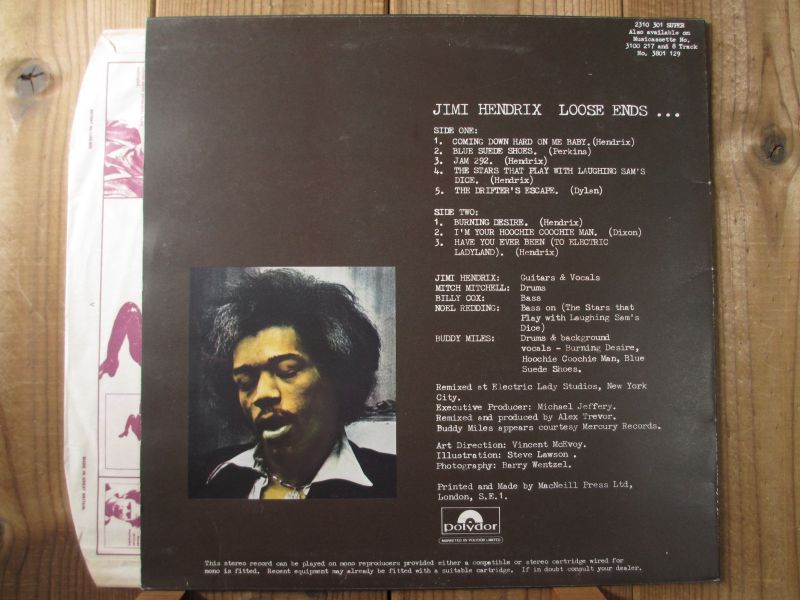 2310 301 SUPER
Also available on
Musicassette No.
3100 217 and 8 Track
No. 3801 129
JIMI HENDRIX LOOSE ENDS ...
SIDE ONE:
1. COMING DOWN HARD ON ME BABY.(Hendrix)
2. BLUE SUEDE SHOES. (Perkins)
3. JAM 292. (Hendrix)
4. THE STARS THAT PLAY WITH LAUGHING SAM'S
DICE. (Hendrix)
5. THE DRIFTER'S ESCAPE. (Dylan)
SIDE TWO:
1. BURNING DESIRE. (Hendrix)
2. I'M YOUR HOOCHIE COOCHIE MAN. (Dixon)
3. HAVE YOU EVER BEEN (TO ELECTRIC
LADYLAND). (Hendrix)
JIMI HENDRIX: Guitars & Vocals
MITCH MITCHELL: Drums
BILLY COX: Bass
NOEL REDDING: Bass on (The Stars that
Play with Laughing Sam's
Dice)
BUDDY MILES: Drums & background
vocals - Burning Desire,
Hoochie Coochie Man, Blue
Suede Shoes.
Remixed at Electric Lady Studios, New York
City.
Executive Producer: Michael Jeffery.
Remixed and produced by Alex Trevor.
Buddy Miles appears courtesy Mercury Records.
Art Direction: Vincent McEvoy.
Illustration: Steve Lawson .
Photography: Barry Wentzel.
Printed and Made by MacNeill Press Ltd,
London, S.E.1.
polydor
MARKETED BY POLYDOR LIMITED
This stereo record can be played on mono reproducers provided either a compatible or stereo cartridge wired for
mono is fitted. Recent equipment may already be fitted with a suitable cartridge. If in doubt consult your dealer.
MADE IN GREAT BRITAIN